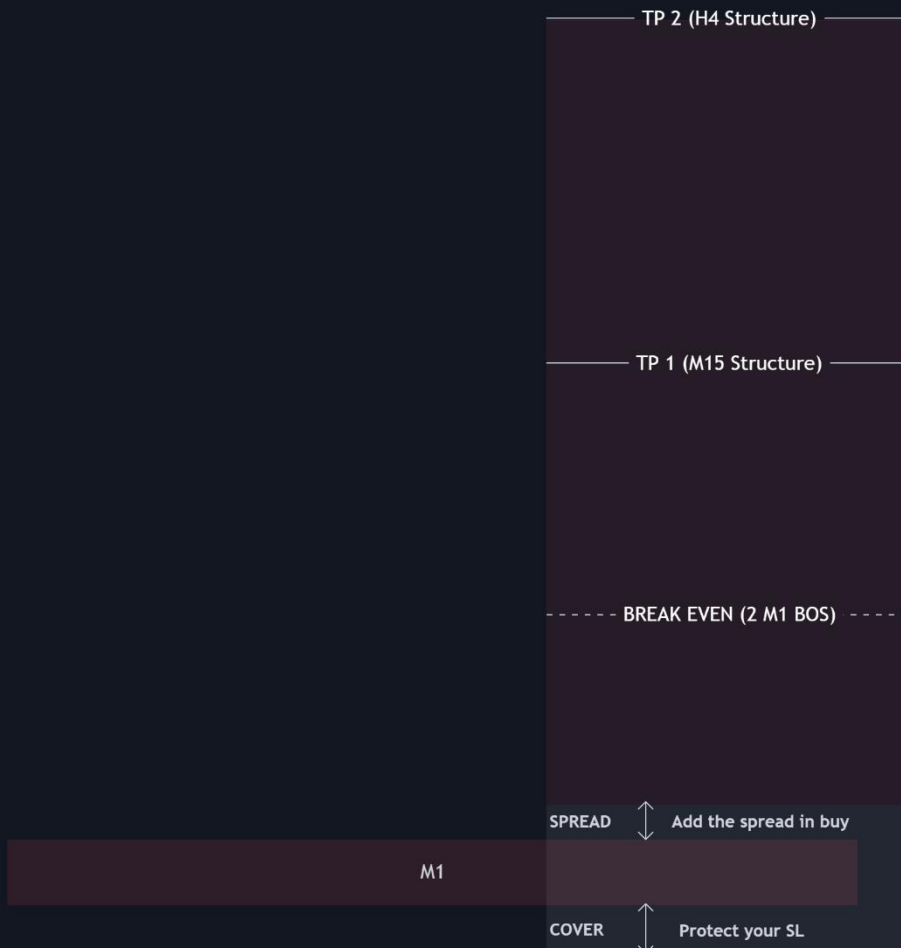 TP 2 (H4 Structure)
TP 1 (M15 Structure)
BREAK EVEN (2 M1 BOS)
SPREAD Add the spread in buy
M1
COVER Protect your SL